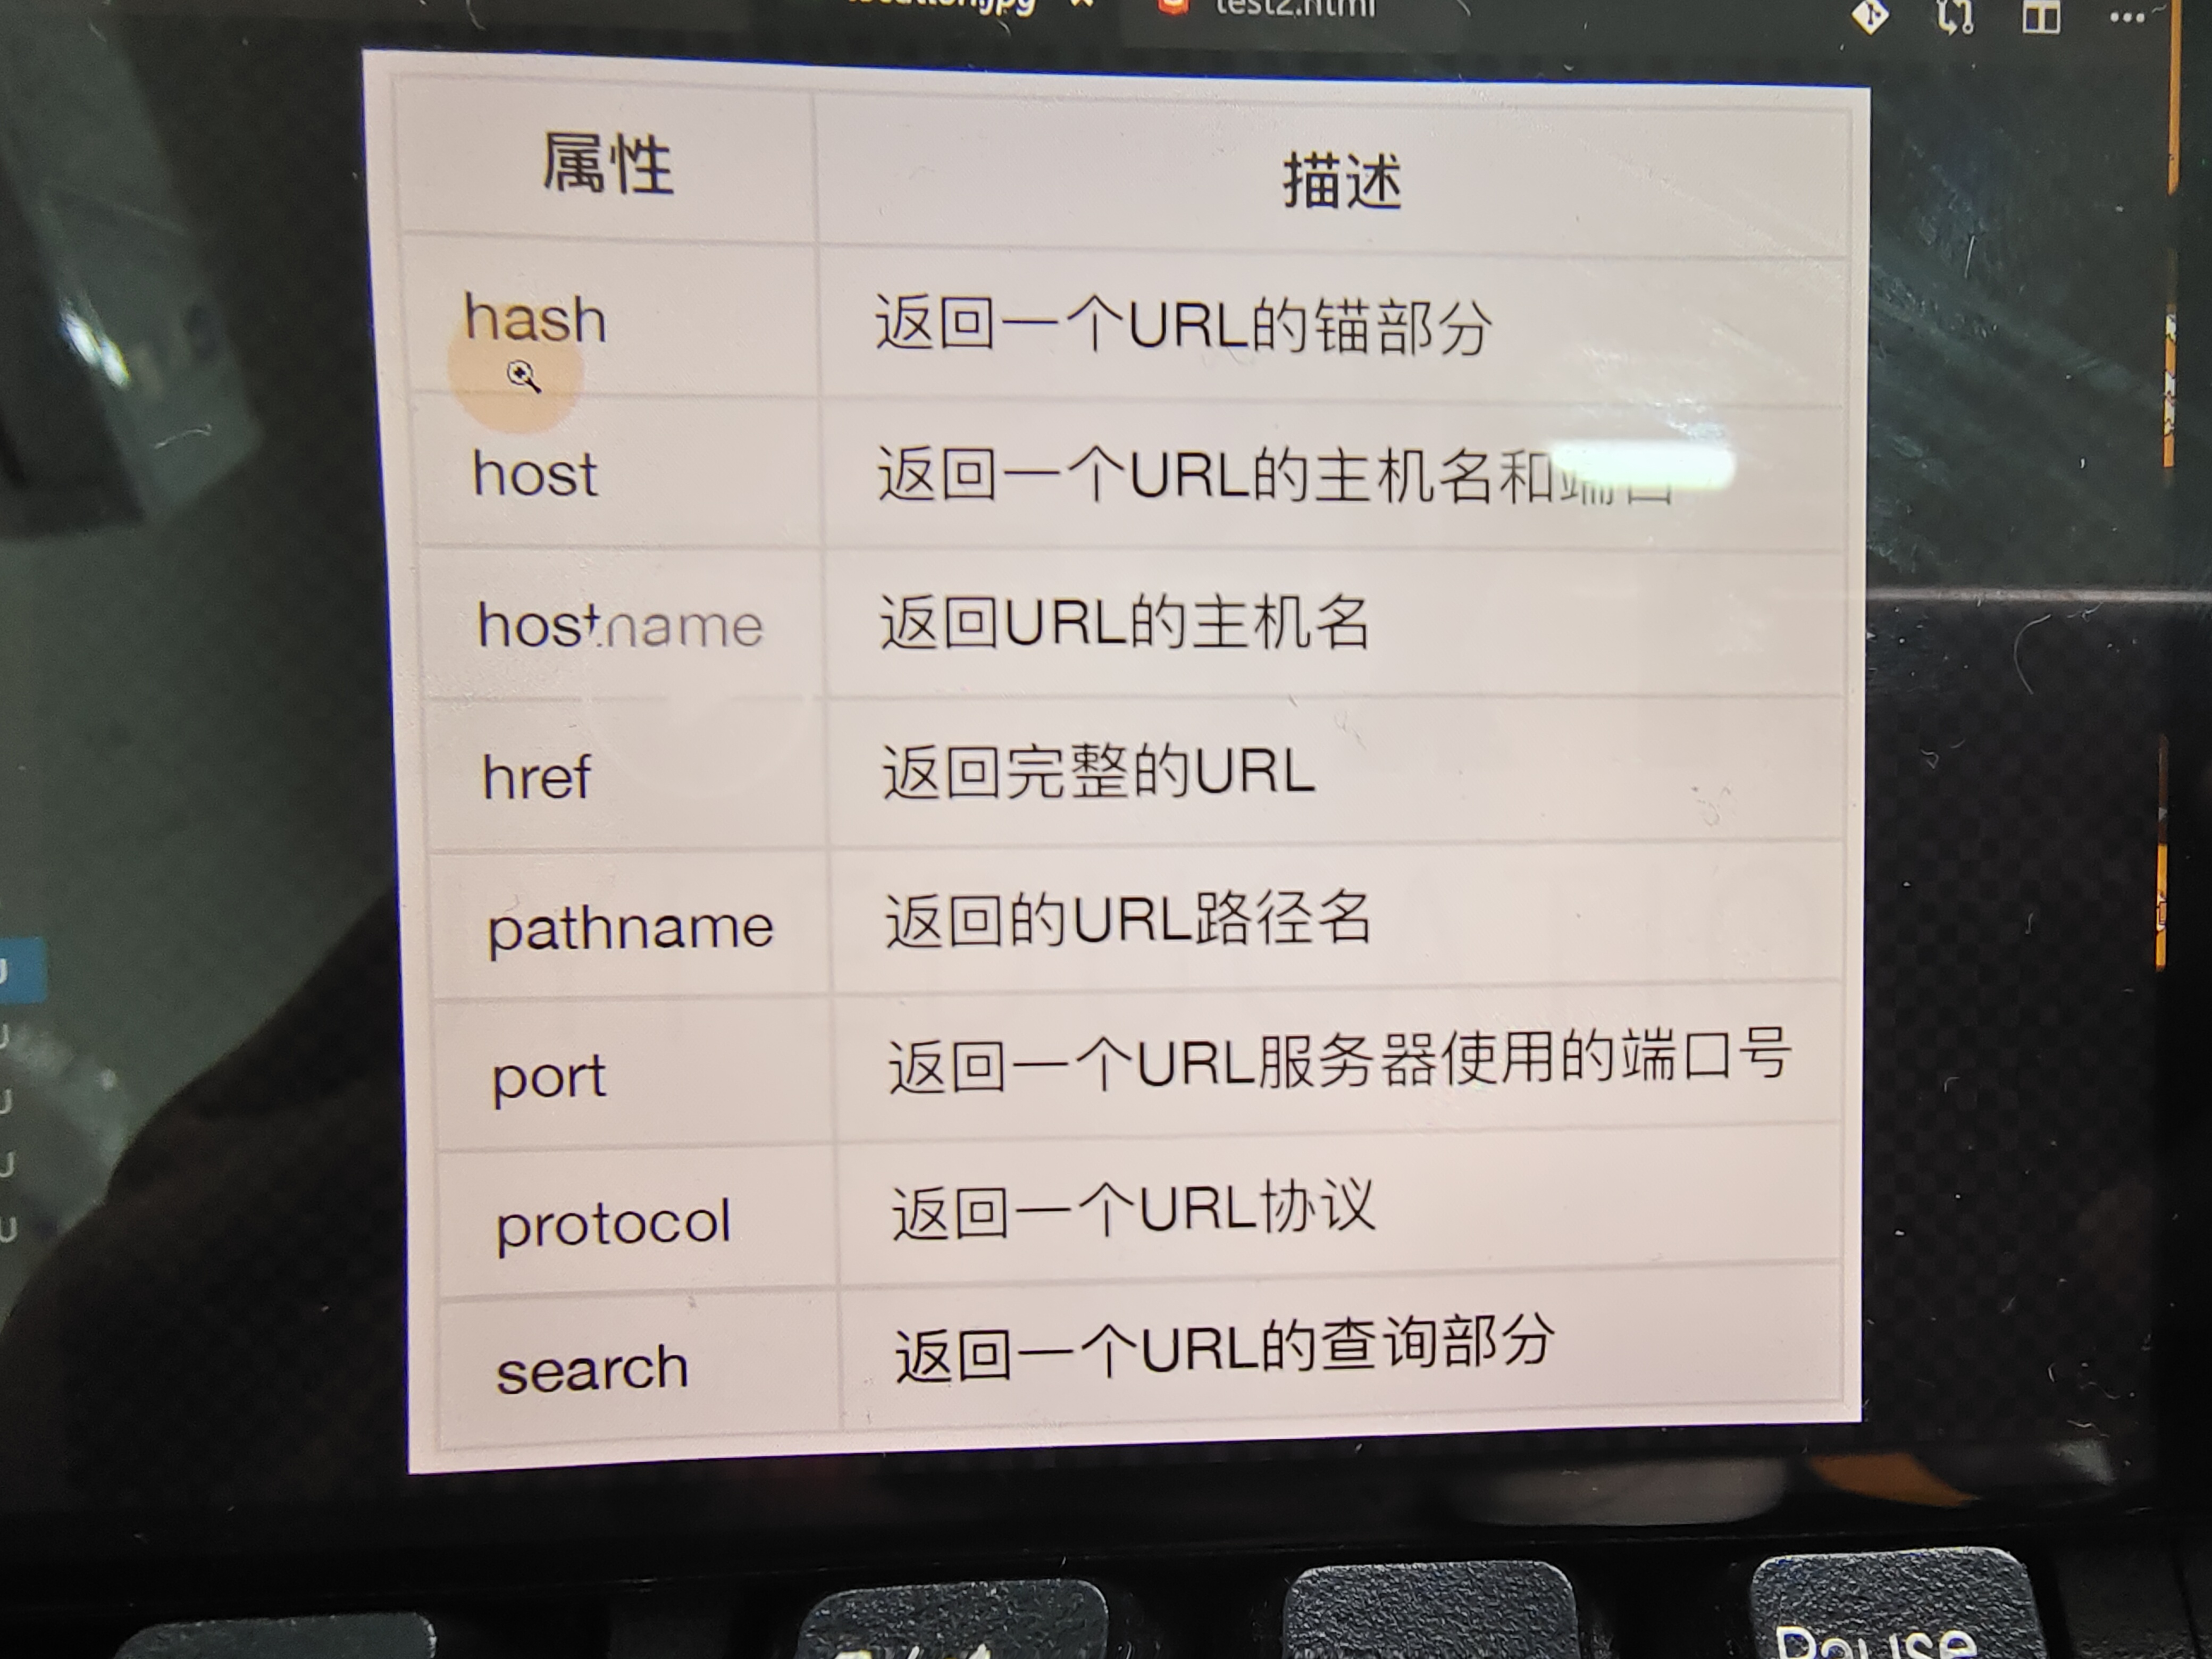 test2.html
属性 描述
hash 返回一个URL的锚部分
host 返回一个URL的主机名和端口
hostname 返回URL的主机名
href 返回完整的URL
pathname 返回的URL路径名
port 返回一个URL服务器使用的端口号
protocol 返回一个URL协议
search 返回一个URL的查询部分
U
U
U
U
U
Pause